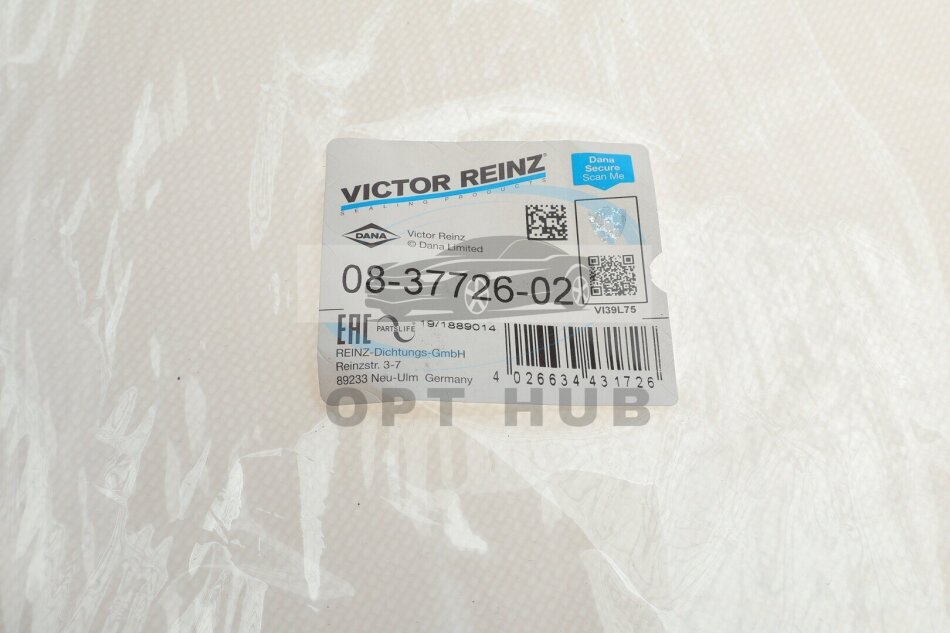 VICTOR REINZ®
SEALING PRODUCTS
Dana
Secure
Scan Me
DANA
Victor Reinz
© Dana Limited
08-37726-02
VI39L75
EAC
PARTSLIFE
19/1889014
REINZ-Dichtungs-GmbH
Reinzstr. 3-7
89233 Neu-Ulm Germany
4 026634 431726
OPT HUB